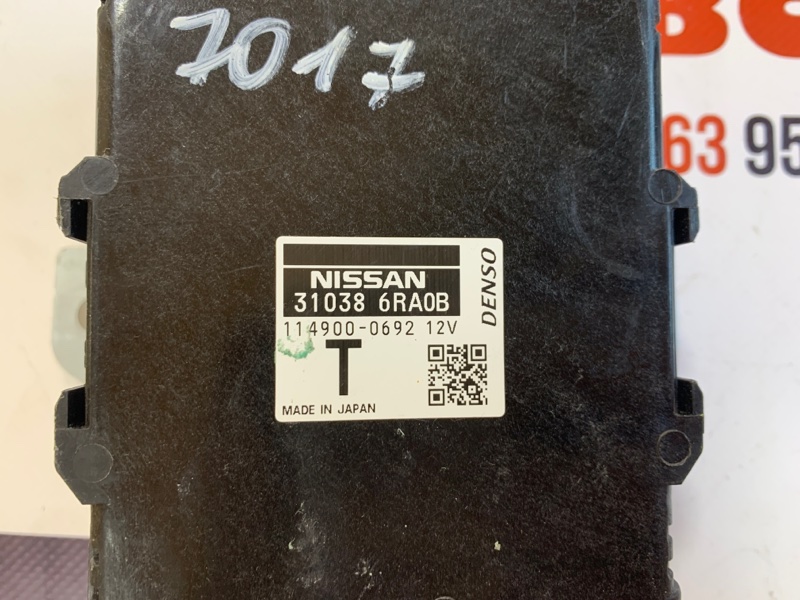 7017
63 95
NISSAN
31038 6RA0B
114900-0692 12V
DENSO
T
MADE IN JAPAN